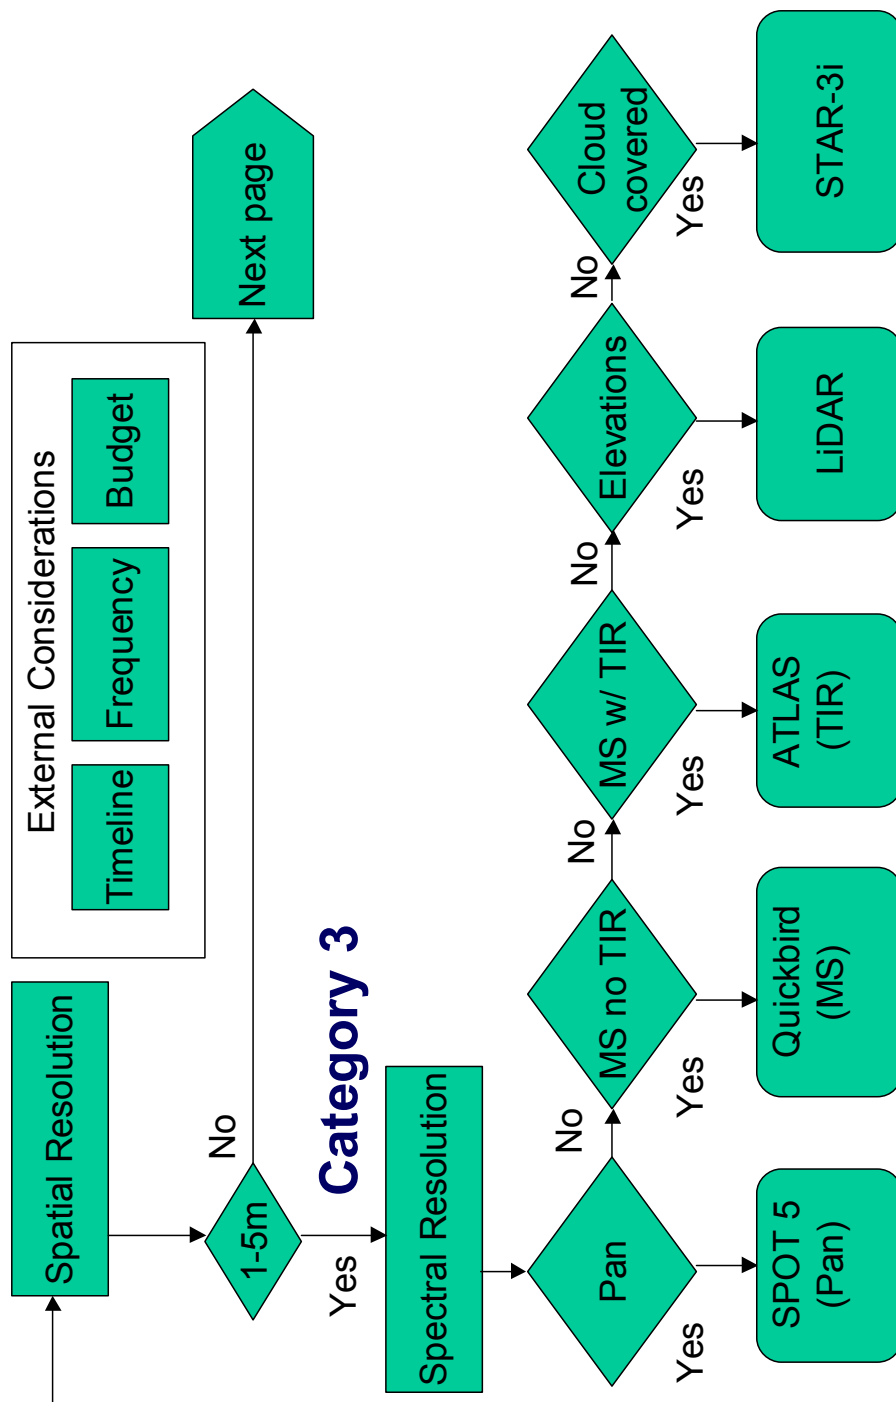 External Considerations
Timeline
Frequency
Budget
Spatial Resolution
1-5m
No
Next page
Yes
Category 3
Spectral Resolution
Pan
No
MS no TIR
No
MS w/ TIR
No
Elevations
No
Cloud
covered
Yes
Yes
Yes
Yes
Yes
SPOT 5
(Pan)
Quickbird
(MS)
ATLAS
(TIR)
LiDAR
STAR-3i